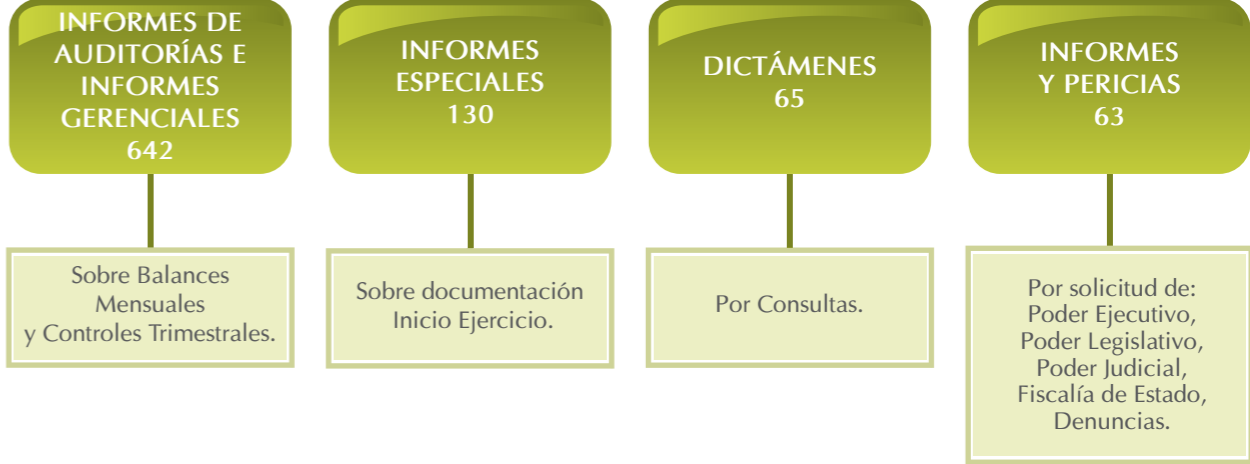 INFORMES DE
AUDITORÍAS E
INFORMES
GERENCIALES
642
Sobre Balances
Mensuales
y Controles Trimestrales.
INFORMES
ESPECIALES
130
Sobre documentación
Inicio Ejercicio.
DICTÁMENES
65
Por Consultas.
INFORMES
Y PERICIAS
63
Por solicitud de:
Poder Ejecutivo,
Poder Legislativo,
Poder Judicial,
Fiscalía de Estado,
Denuncias.